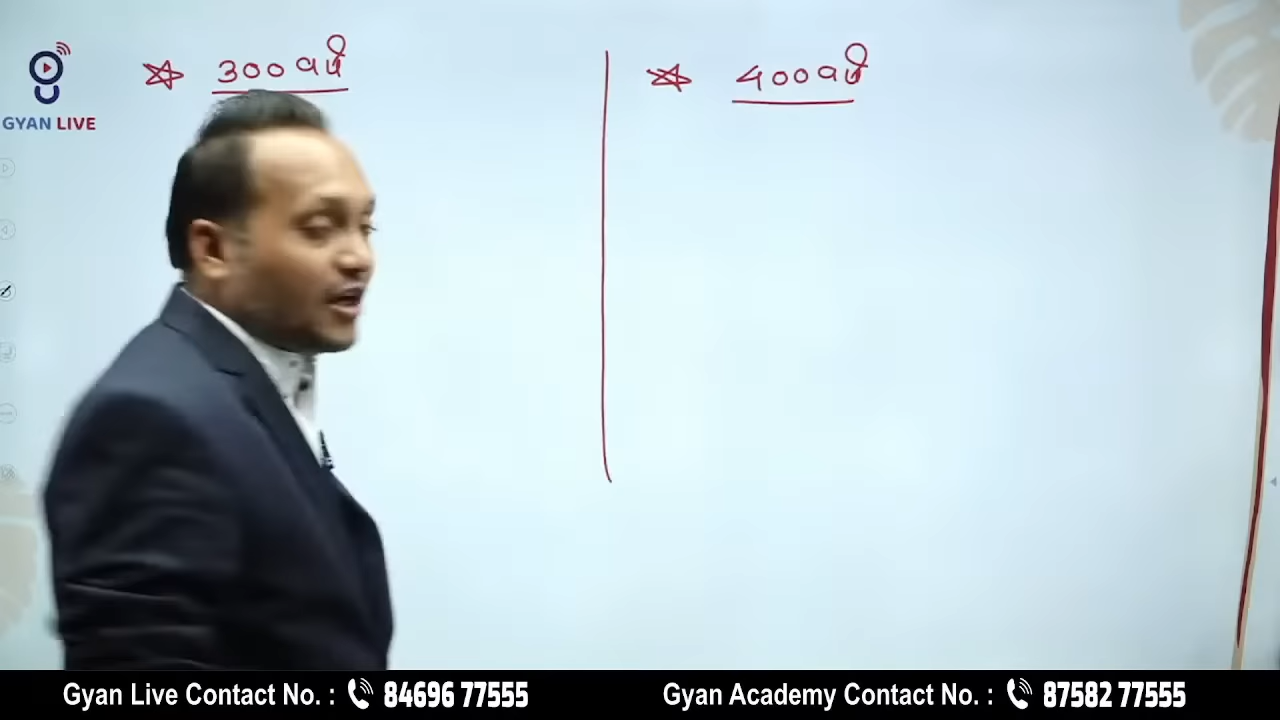 GYAN LIVE
300 વર્ષ
400 વર્ષ
Gyan Live Contact No. : 84696 77555
Gyan Academy Contact No. : 87582 77555